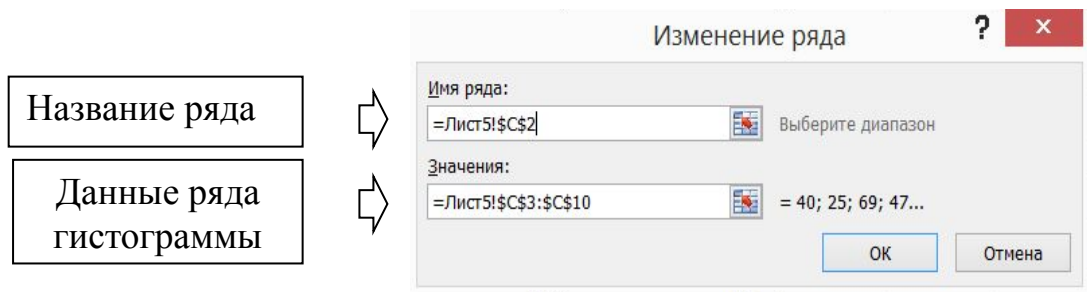 Изменение ряда ? x
Название ряда
Имя ряда:
=Лист5!$C$2 Выберите диапазон
Данные ряда
гистограммы
Значения:
=Лист5!$C$3:$C$10 = 40; 25; 69; 47...
ОК Отмена